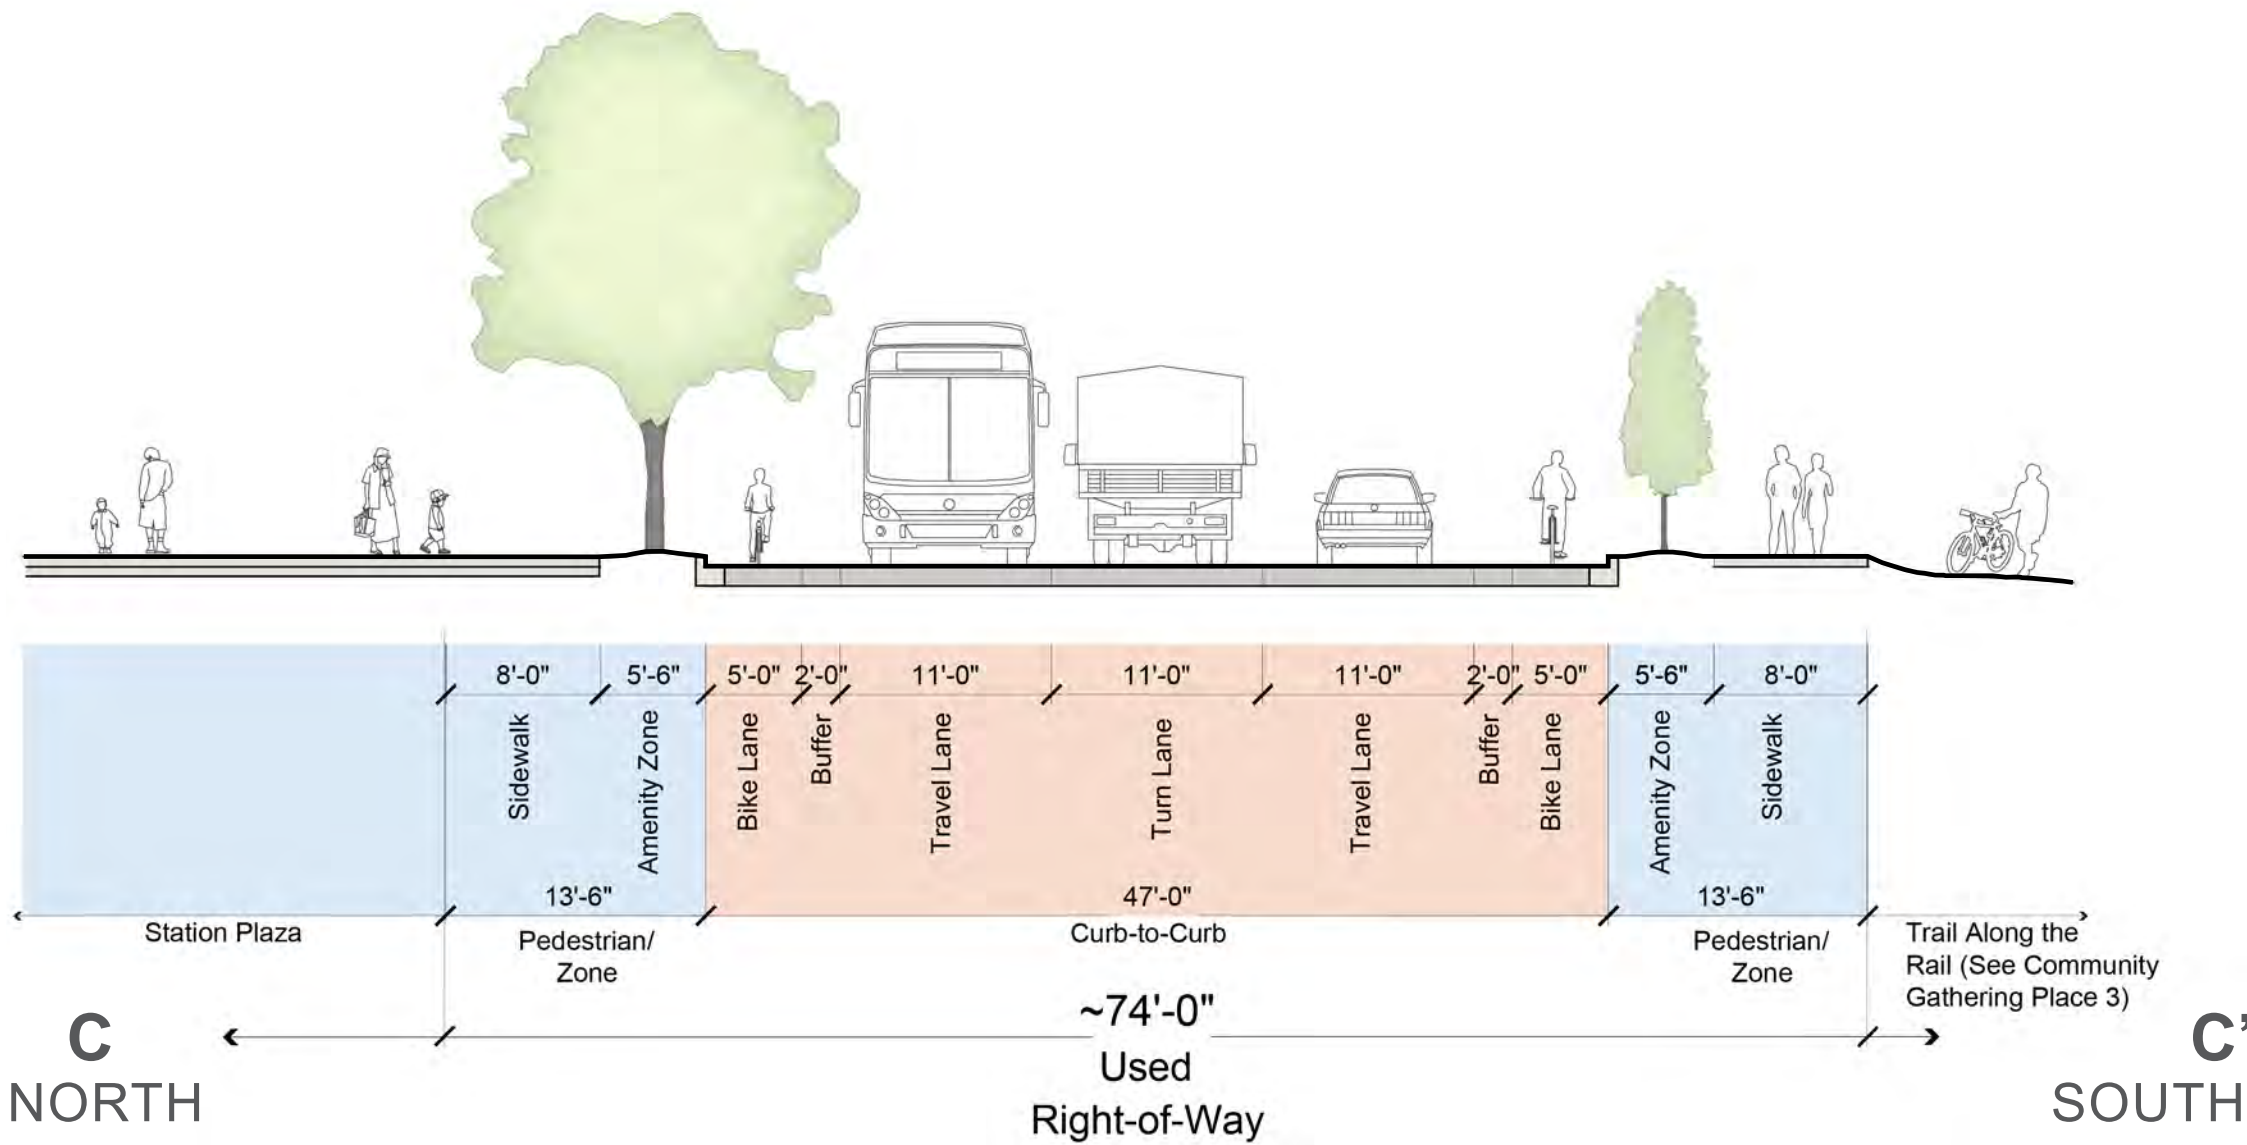 8'-0" 5'-6" 5'-0" 2'-0" 11'-0" 11'-0" 11'-0" 2'-0" 5'-0" 5'-6" 8'-0"
Sidewalk
Amenity Zone
Bike Lane
Buffer
Travel Lane
Turn Lane
Travel Lane
Buffer
Bike Lane
Amenity Zone
Sidewalk
13'-6" 47'-0" 13'-6"
Station Plaza
Pedestrian/
Zone
Curb-to-Curb
Pedestrian/
Zone
Trail Along the
Rail (See Community
Gathering Place 3)
~74'-0"
Used
Right-of-Way
C
NORTH
C’
SOUTH